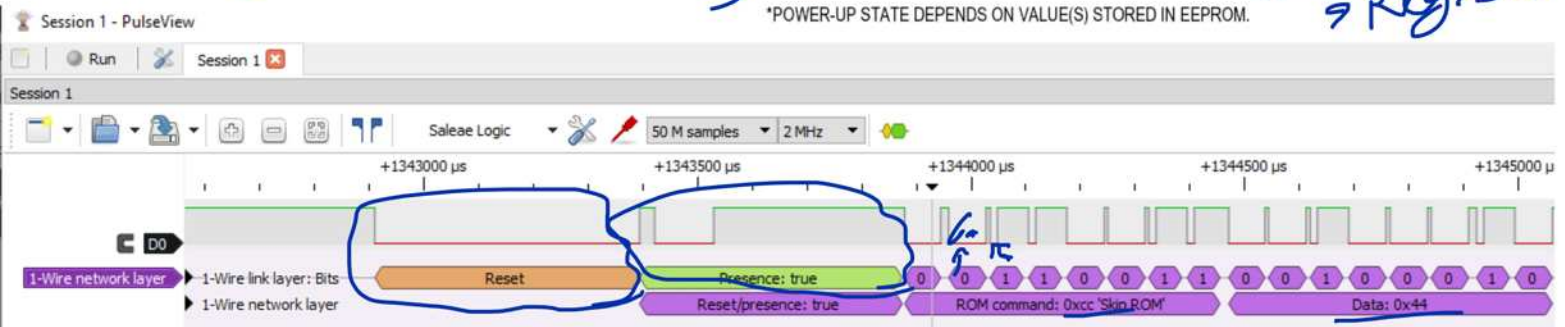 *POWER-UP STATE DEPENDS ON VALUE(S) STORED IN EEPROM.
Session 1 - PulseView
Run Session 1
Session 1
Saleae Logic 50 M samples 2 MHz
+1343000 µs +1343500 µs +1344000 µs +1344500 µs +1345000 µ
D0
1-Wire network layer 1-Wire link layer: Bits Reset Presence: true 0 0 1 1 0 0 1 1 0 0 1 0 0 0 1 0
1-Wire network layer Reset/presence: true ROM command: 0xcc 'Skip ROM' Data: 0x44